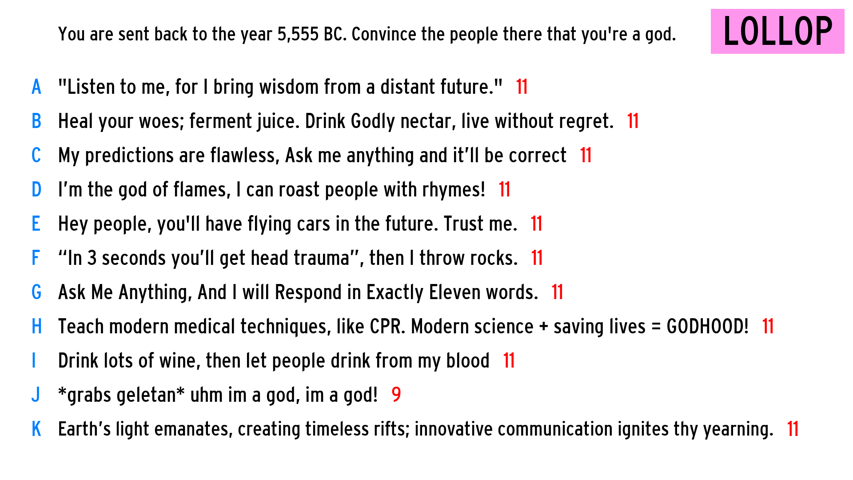 You are sent back to the year 5,555 BC. Convince the people there that you're a god.
LOLLOP
A "Listen to me, for I bring wisdom from a distant future." 11
B Heal your woes; ferment juice. Drink Godly nectar, live without regret. 11
C My predictions are flawless, Ask me anything and it’ll be correct 11
D I’m the god of flames, I can roast people with rhymes! 11
E Hey people, you'll have flying cars in the future. Trust me. 11
F “In 3 seconds you’ll get head trauma”, then I throw rocks. 11
G Ask Me Anything, And I will Respond in Exactly Eleven words. 11
H Teach modern medical techniques, like CPR. Modern science + saving lives = GODHOOD! 11
I Drink lots of wine, then let people drink from my blood 11
J *grabs geletan* uhm im a god, im a god! 9
K Earth’s light emanates, creating timeless rifts; innovative communication ignites thy yearning. 11